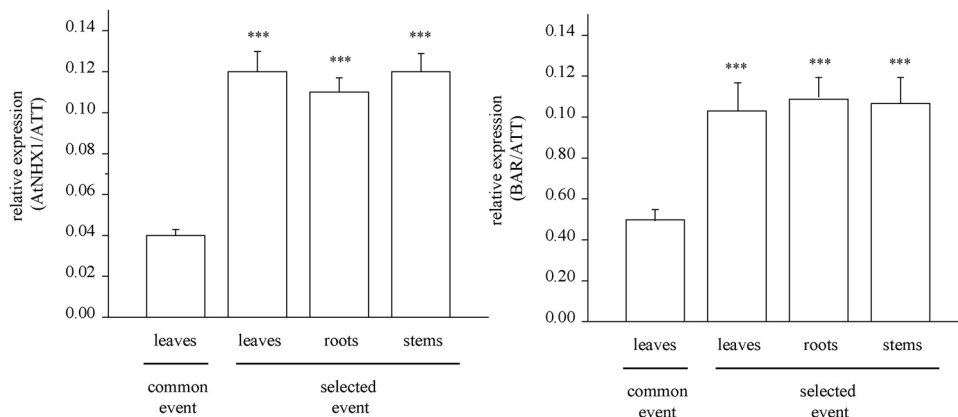 relative expression
(AtNHX1/ATT)
0.14
0.12
0.10
0.08
0.06
0.04
0.02
0.00
*** *** ***
leaves leaves roots stems
common
event
selected
event
relative expression
(BAR/ATT)
0.14
0.12
0.10
0.80
0.60
0.40
0.20
0.00
*** *** ***
leaves leaves roots stems
common
event
selected
event